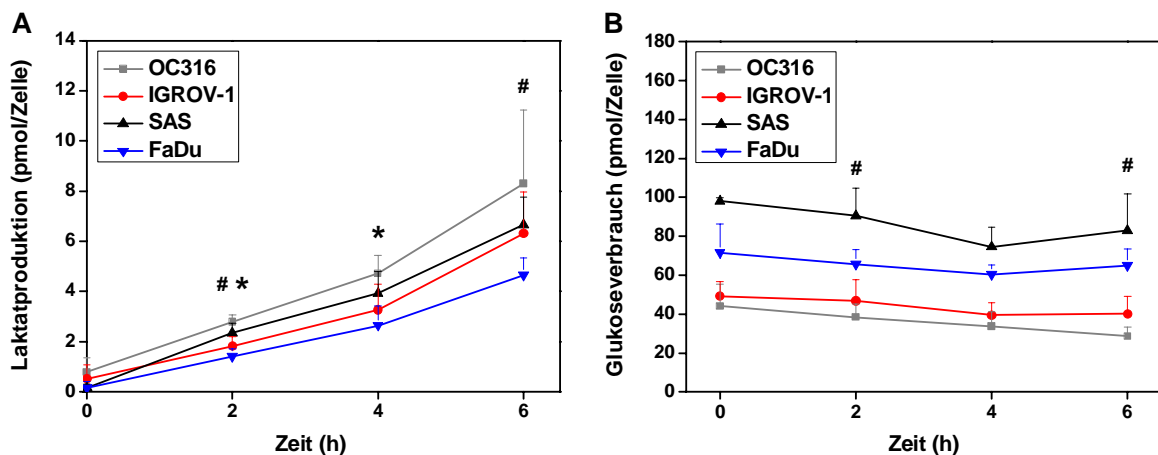 A
Laktatproduktion (pmol/Zelle)
14
12
10
8
6
4
2
0
OC316
IGROV-1
SAS
FaDu
# *
*
#
0 2 4 6
Zeit (h)
B
Glukoseverbrauch (pmol/Zelle)
180
160
140
120
100
80
60
40
20
0
OC316
IGROV-1
SAS
FaDu
#
#
0 2 4 6
Zeit (h)